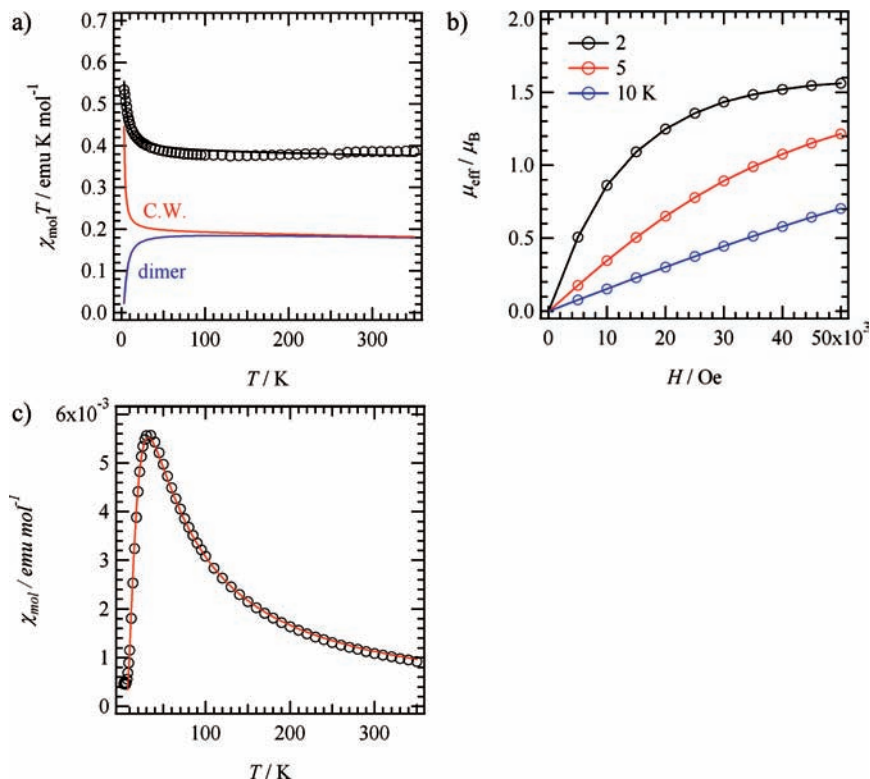 a)
0.7
0.6
0.5
0.4
0.3
0.2
0.1
0.0
χmolT / emu K mol⁻¹
C.W.
dimer
0
100
200
300
T / K
b)
2.0
1.5
1.0
0.5
0.0
μeff / μB
2
5
10 K
0
10
20
30
40
50x10³
H / Oe
c)
6x10⁻³
5
4
3
2
1
0
χmol / emu mol⁻¹
100
200
300
T / K